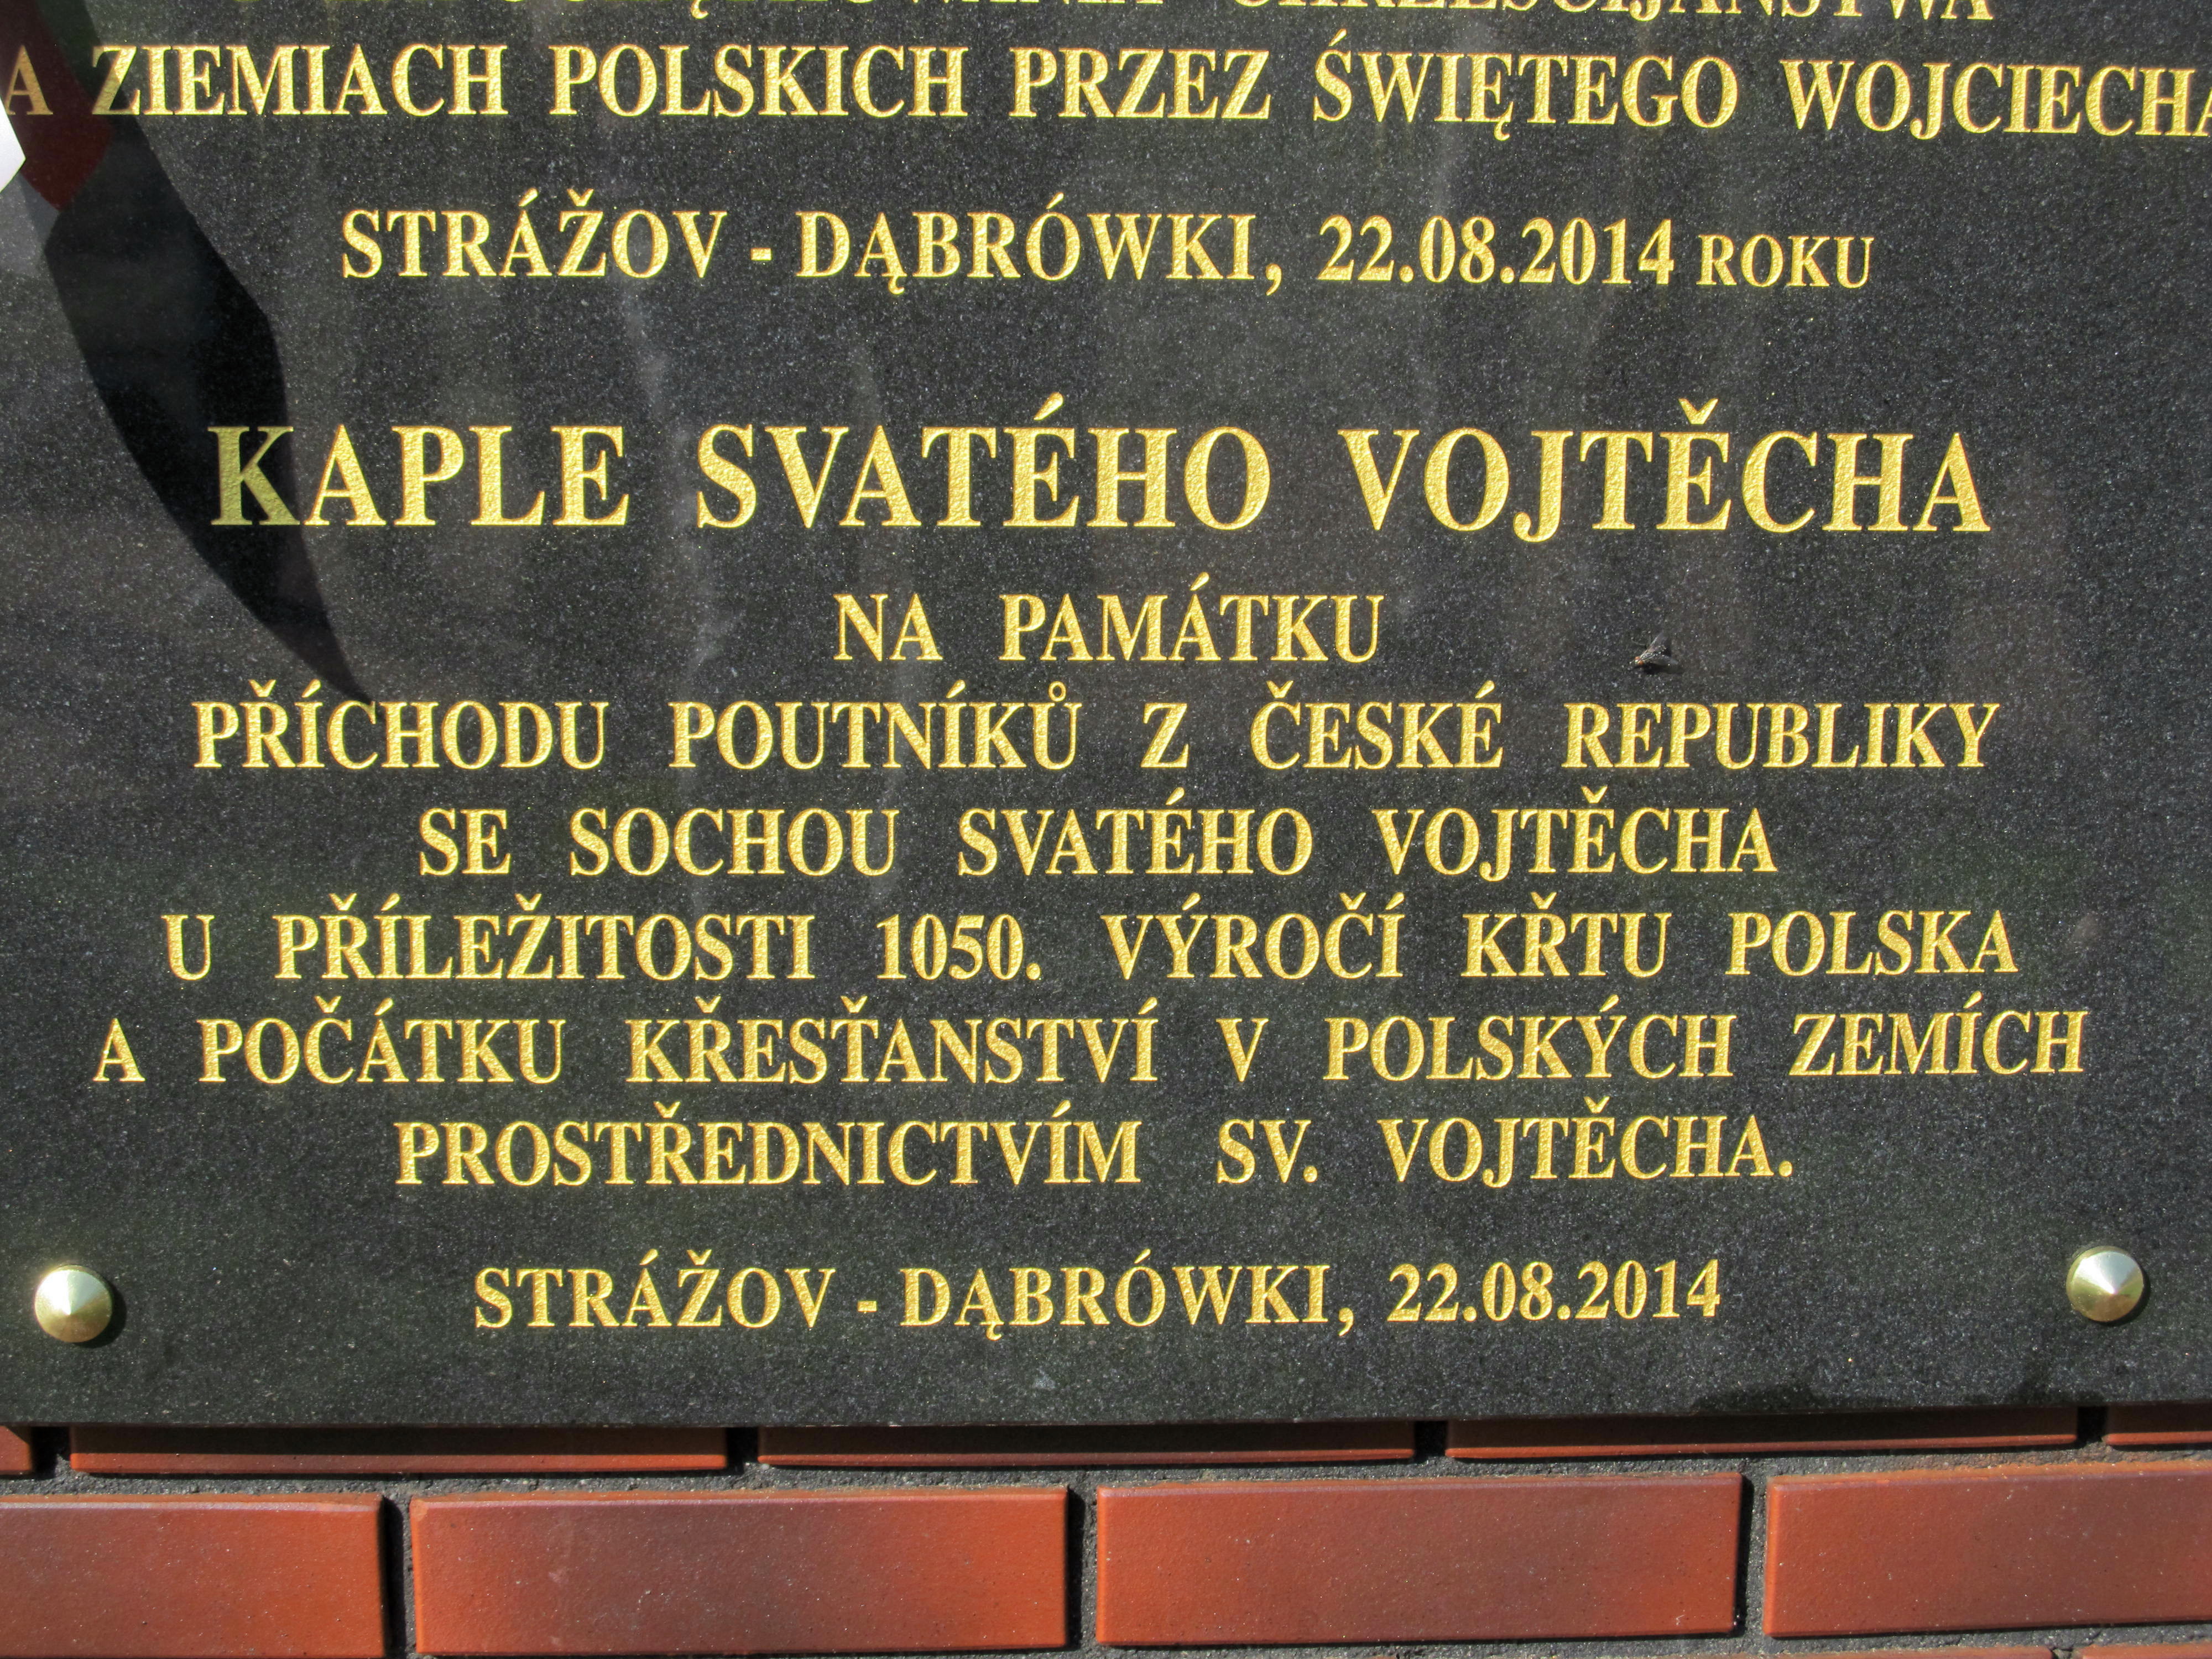 CHRZEŚCIJAŃSTWA
A ZIEMIACH POLSKICH PRZEZ ŚWIĘTEGO WOJCIECHA
STRÁŽOV - DĄBRÓWKI, 22.08.2014 ROKU
KAPLE SVATÉHO VOJTĚCHA
NA PAMÁTKU
PŘÍCHODU POUTNÍKŮ Z ČESKÉ REPUBLIKY
SE SOCHOU SVATÉHO VOJTĚCHA
U PŘÍLEŽITOSTI 1050. VÝROČÍ KŘTU POLSKA
A POČÁTKU KŘESŤANSTVÍ V POLSKÝCH ZEMÍCH
PROSTŘEDNICTVÍM SV. VOJTĚCHA.
STRÁŽOV - DĄBRÓWKI, 22.08.2014